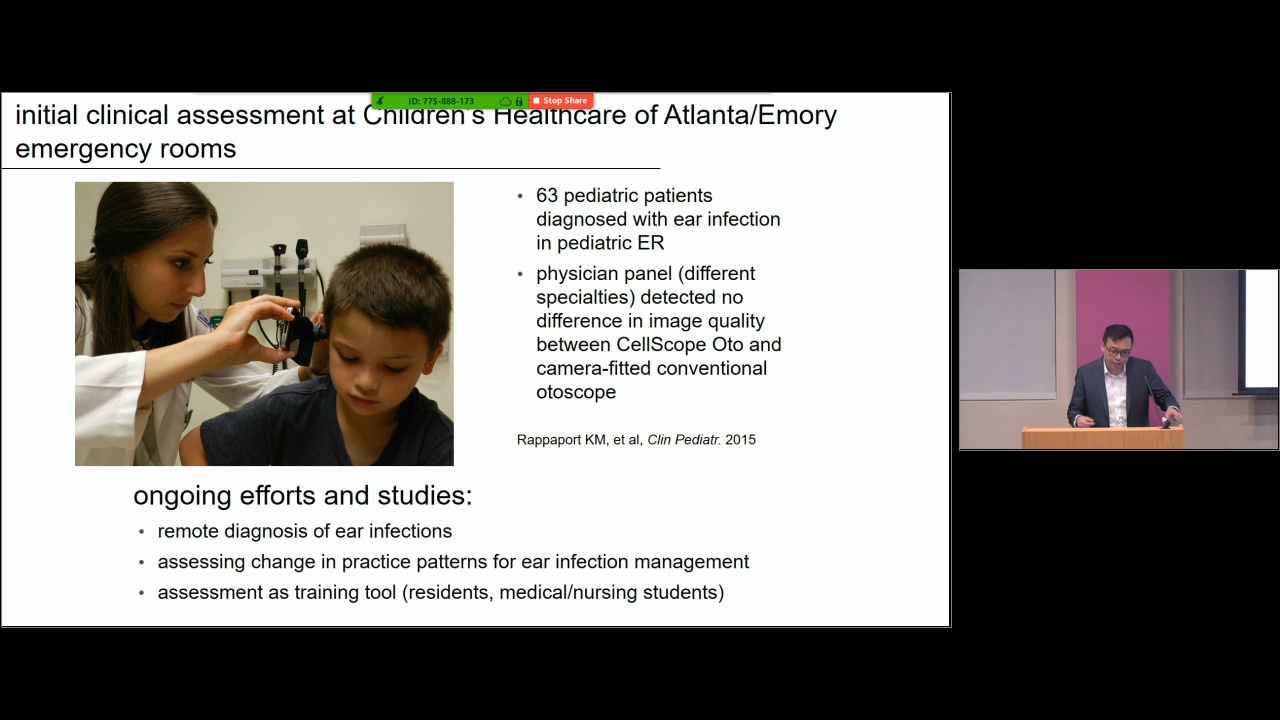 ID: 775-888-173
Stop Share
initial clinical assessment at Children's Healthcare of Atlanta/Emory
emergency rooms
• 63 pediatric patients
diagnosed with ear infection
in pediatric ER
• physician panel (different
specialties) detected no
difference in image quality
between CellScope Oto and
camera-fitted conventional
otoscope
Rappaport KM, et al, Clin Pediatr. 2015
ongoing efforts and studies:
• remote diagnosis of ear infections
• assessing change in practice patterns for ear infection management
• assessment as training tool (residents, medical/nursing students)